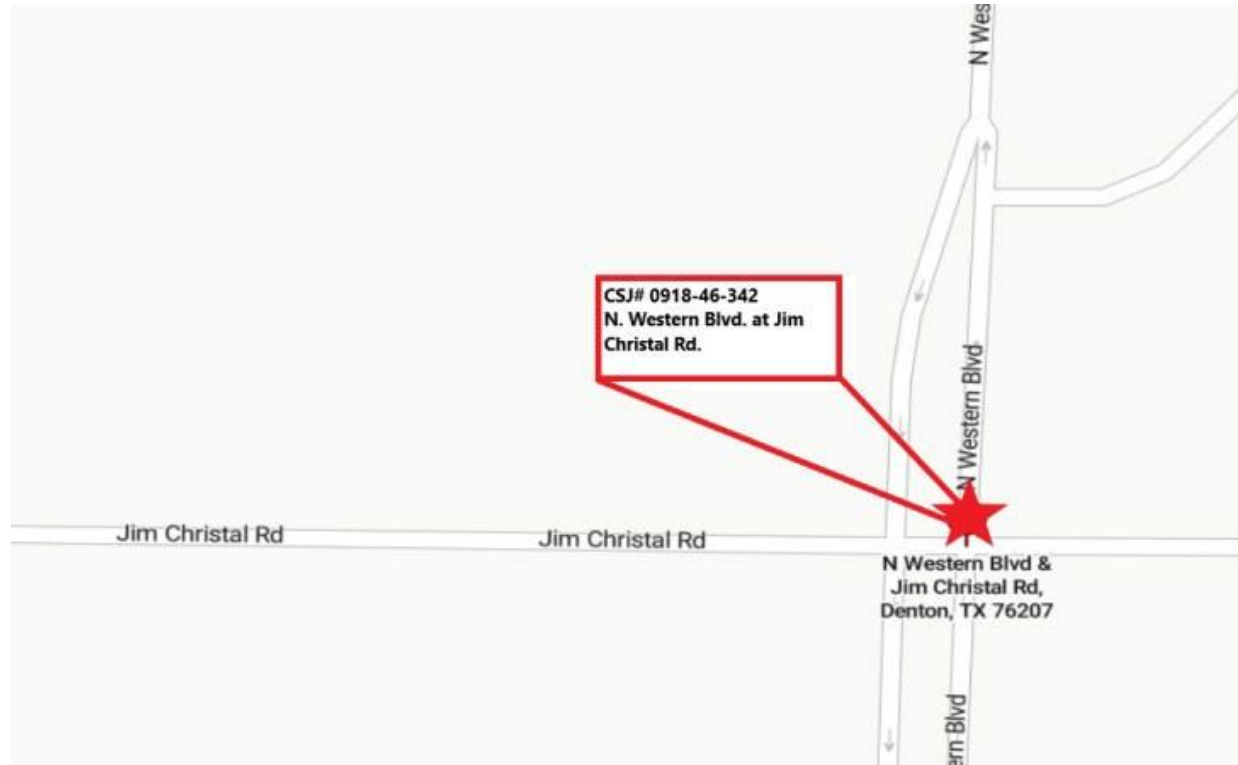 N Wes
CSJ# 0918-46-342
N. Western Blvd. at Jim
Christal Rd.
N Western Blvd
Jim Christal Rd
Jim Christal Rd
N Western Blvd &
Jim Christal Rd,
Denton, TX 76207
ern Blvd